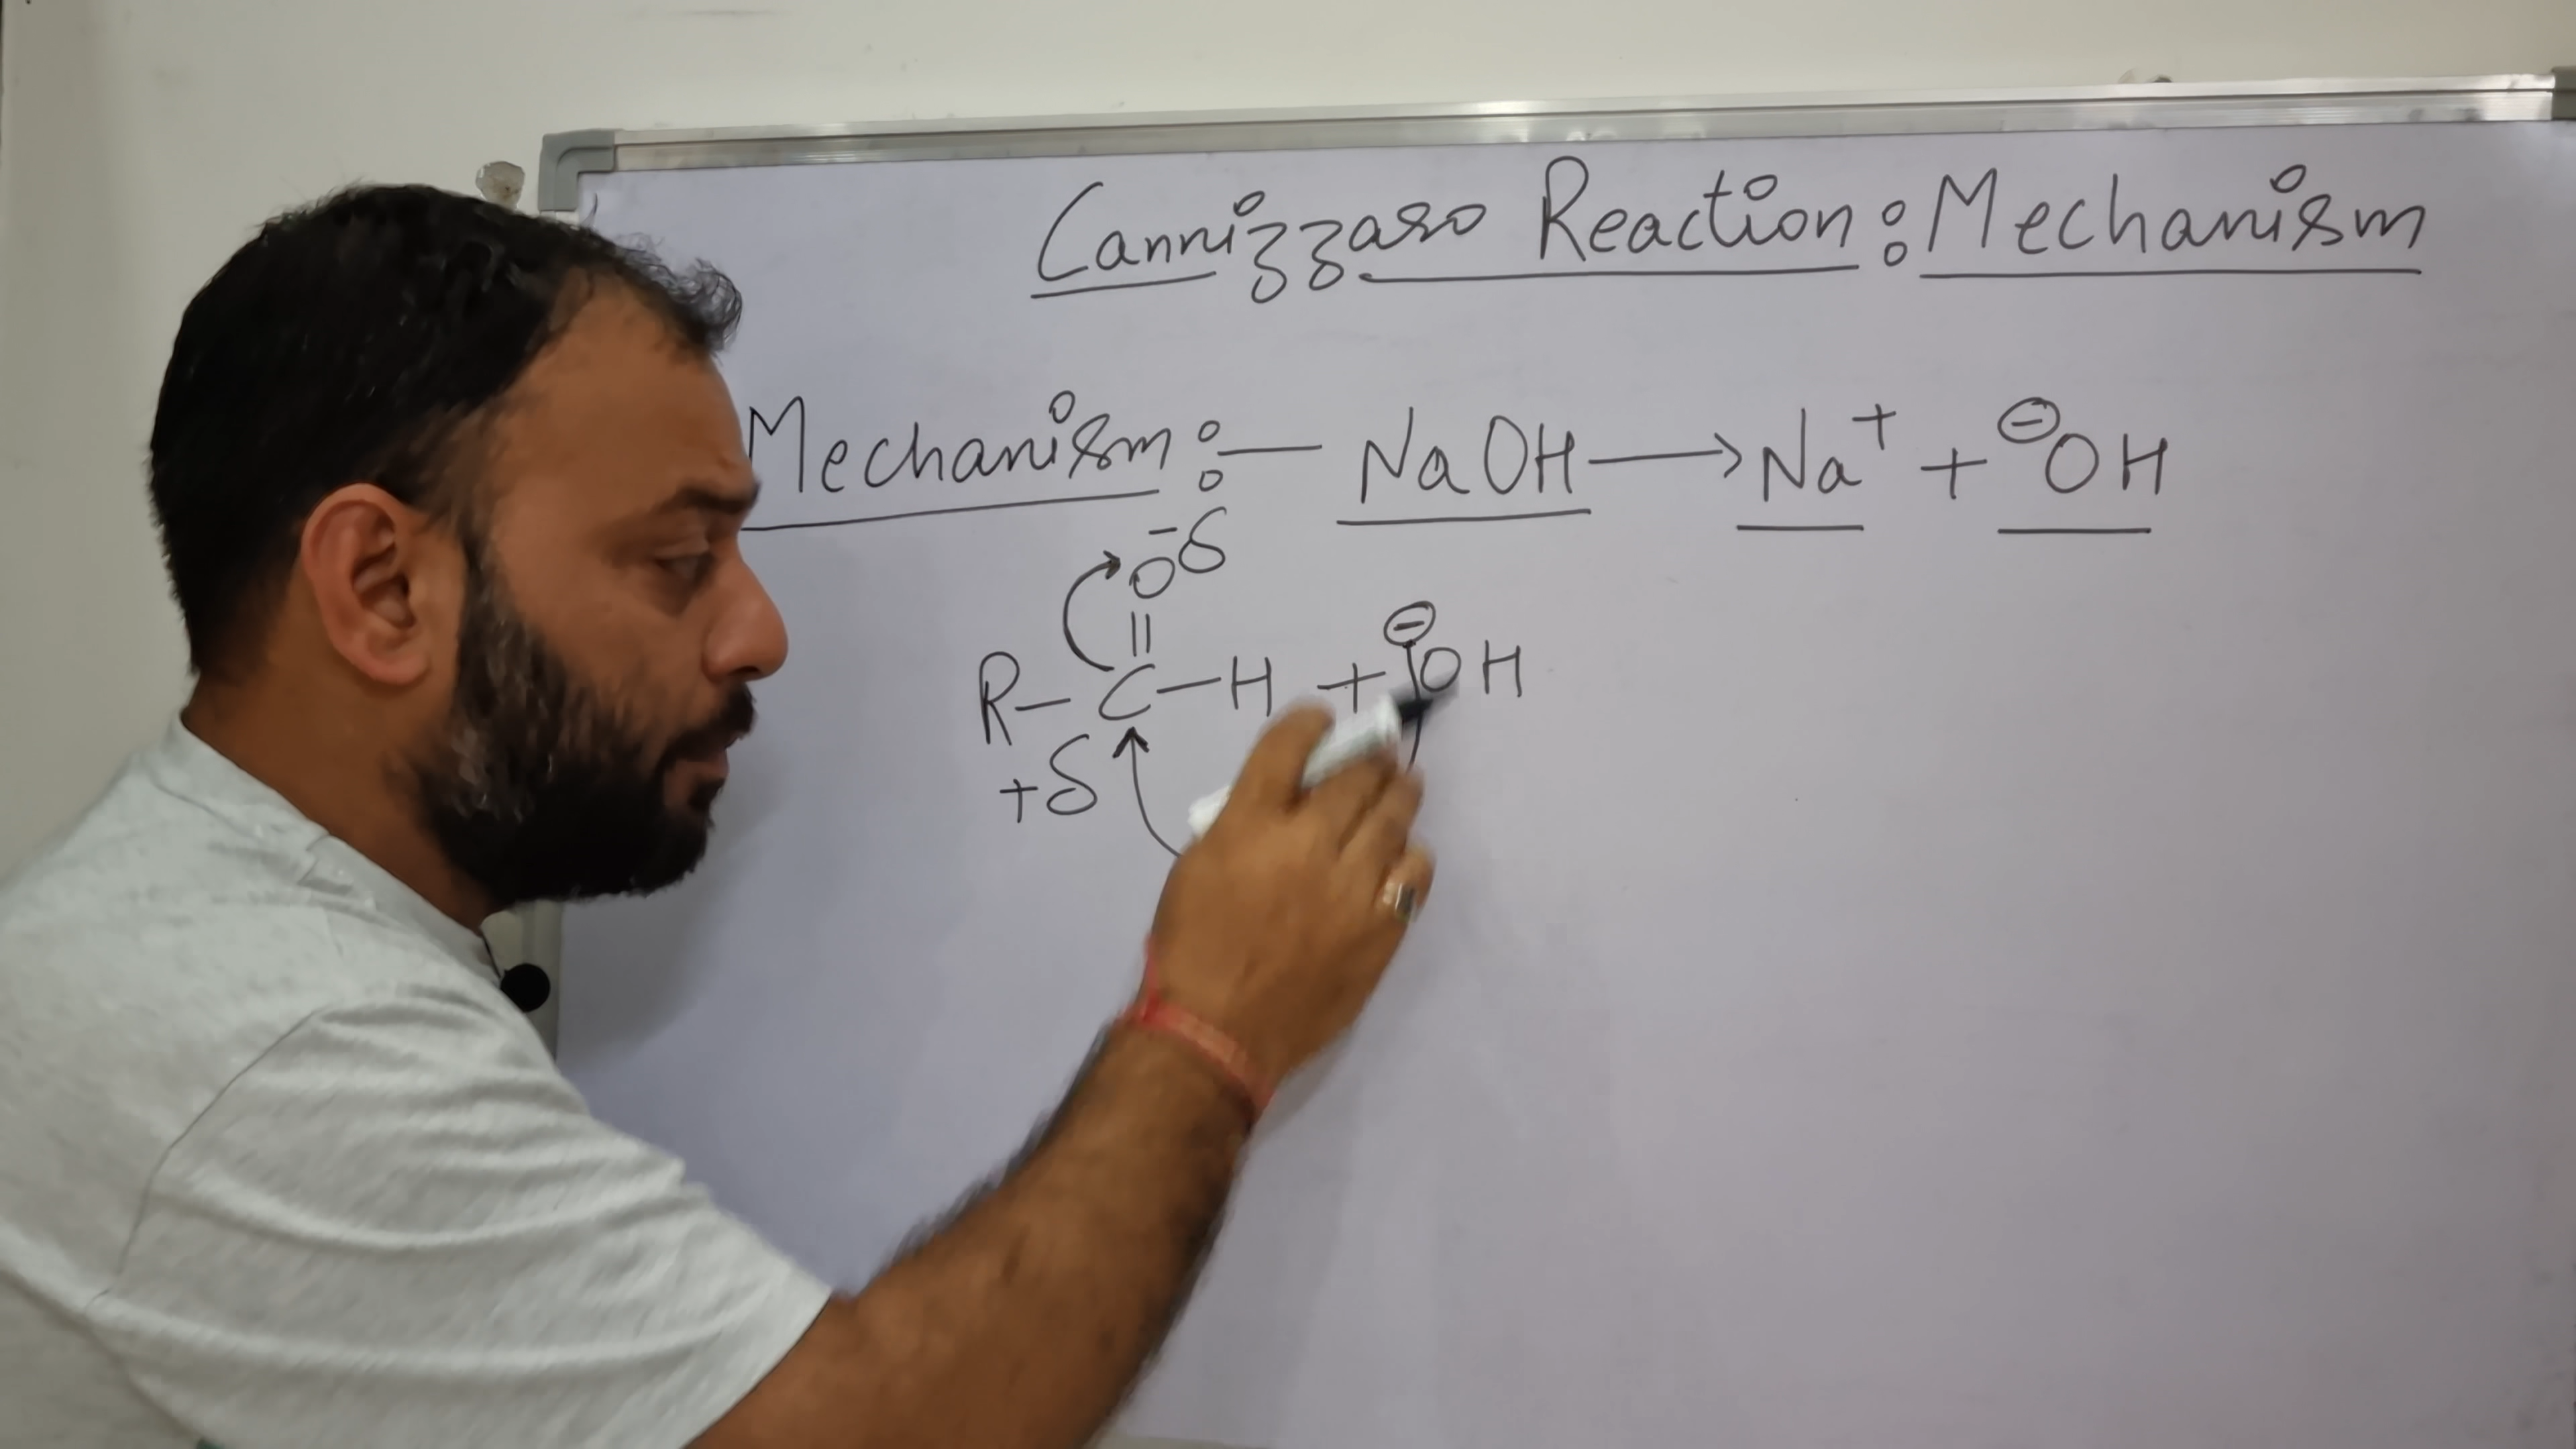 Cannizzaro Reaction : Mechanism
Mechanism :— NaOH ⟶ Na⁺ + ⊖OH
O⁻δ
||
R–C–H + ⊖OH
+δ